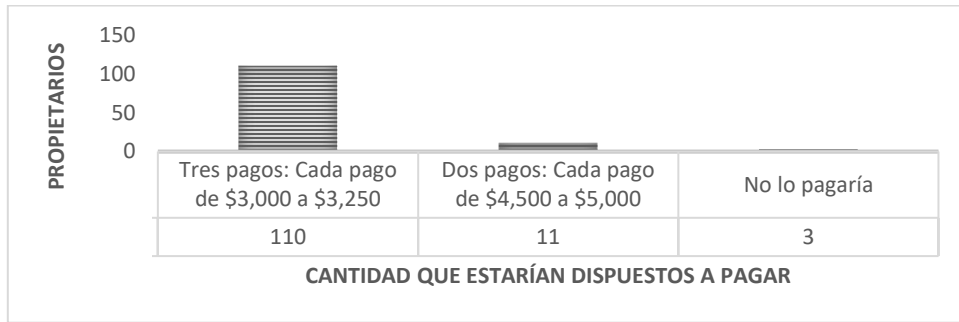 PROPIETARIOS
150
100
50
0
Tres pagos: Cada pago
de $3,000 a $3,250
Dos pagos: Cada pago
de $4,500 a $5,000
No lo pagaría
110
11
3
CANTIDAD QUE ESTARÍAN DISPUESTOS A PAGAR